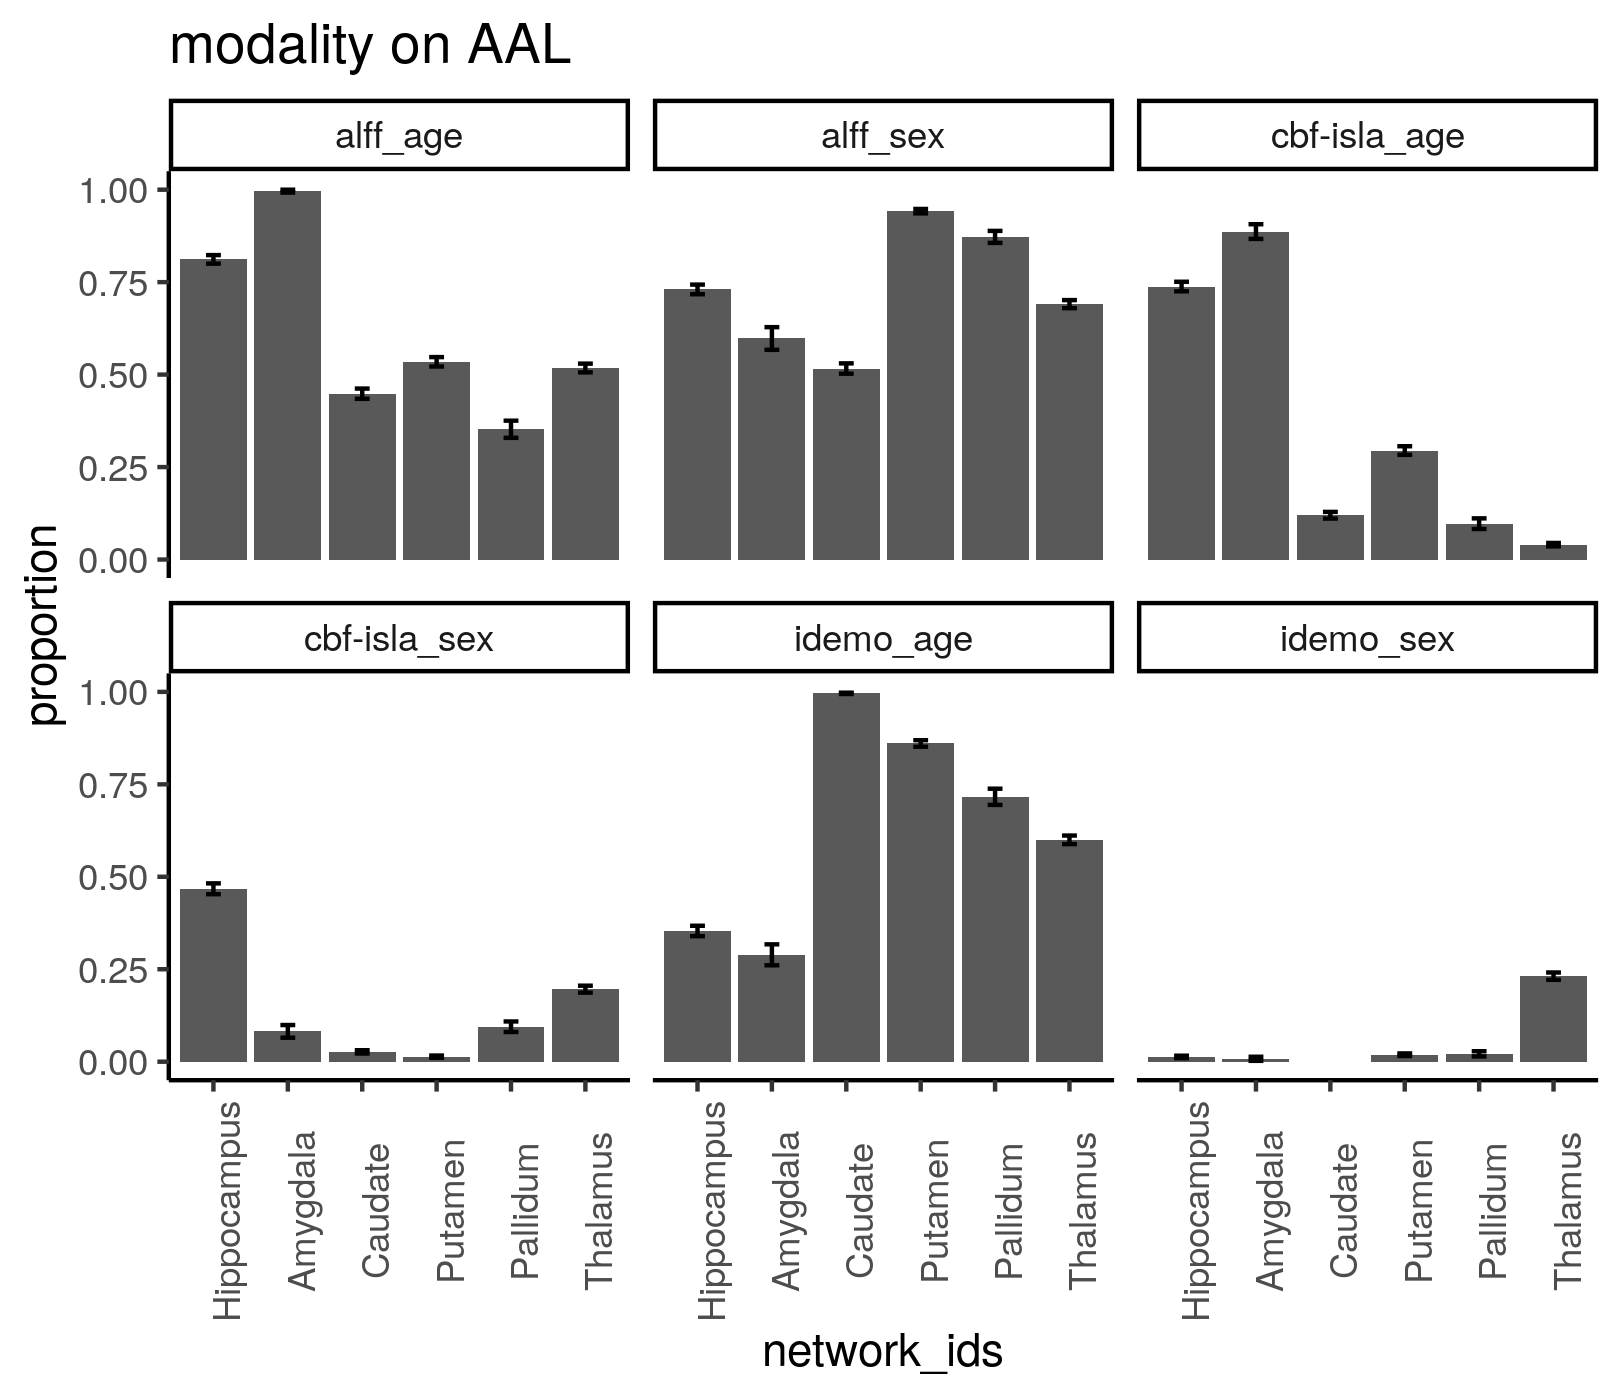 modality on AAL
alff_age
alff_sex
cbf-isla_age
1.00
0.75
0.50
0.25
0.00
cbf-isla_sex
idemo_age
idemo_sex
1.00
0.75
0.50
0.25
0.00
proportion
Hippocampus
Amygdala
Caudate
Putamen
Pallidum
Thalamus
Hippocampus
Amygdala
Caudate
Putamen
Pallidum
Thalamus
Hippocampus
Amygdala
Caudate
Putamen
Pallidum
Thalamus
network_ids